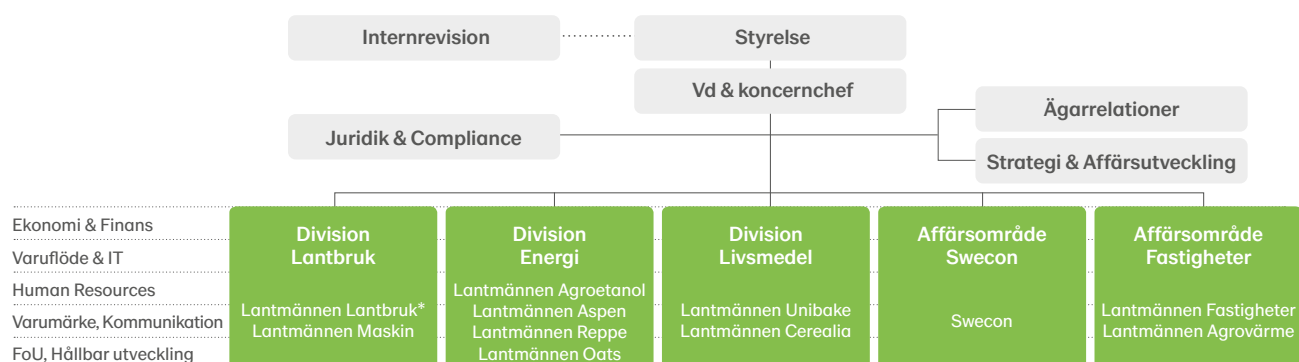 Internrevision
Styrelse
Vd & koncernchef
Juridik & Compliance
Ägarrelationer
Strategi & Affärsutveckling
Ekonomi & Finans
Varuflöde & IT
Human Resources
Varumärke, Kommunikation
FoU, Hållbar utveckling
Division
Lantbruk
Lantmännen Lantbruk*
Lantmännen Maskin
Division
Energi
Lantmännen Agroetanol
Lantmännen Aspen
Lantmännen Reppe
Lantmännen Oats
Division
Livsmedel
Lantmännen Unibake
Lantmännen Cerealia
Affärsområde
Swecon
Swecon
Affärsområde
Fastigheter
Lantmännen Fastigheter
Lantmännen Agrovärme